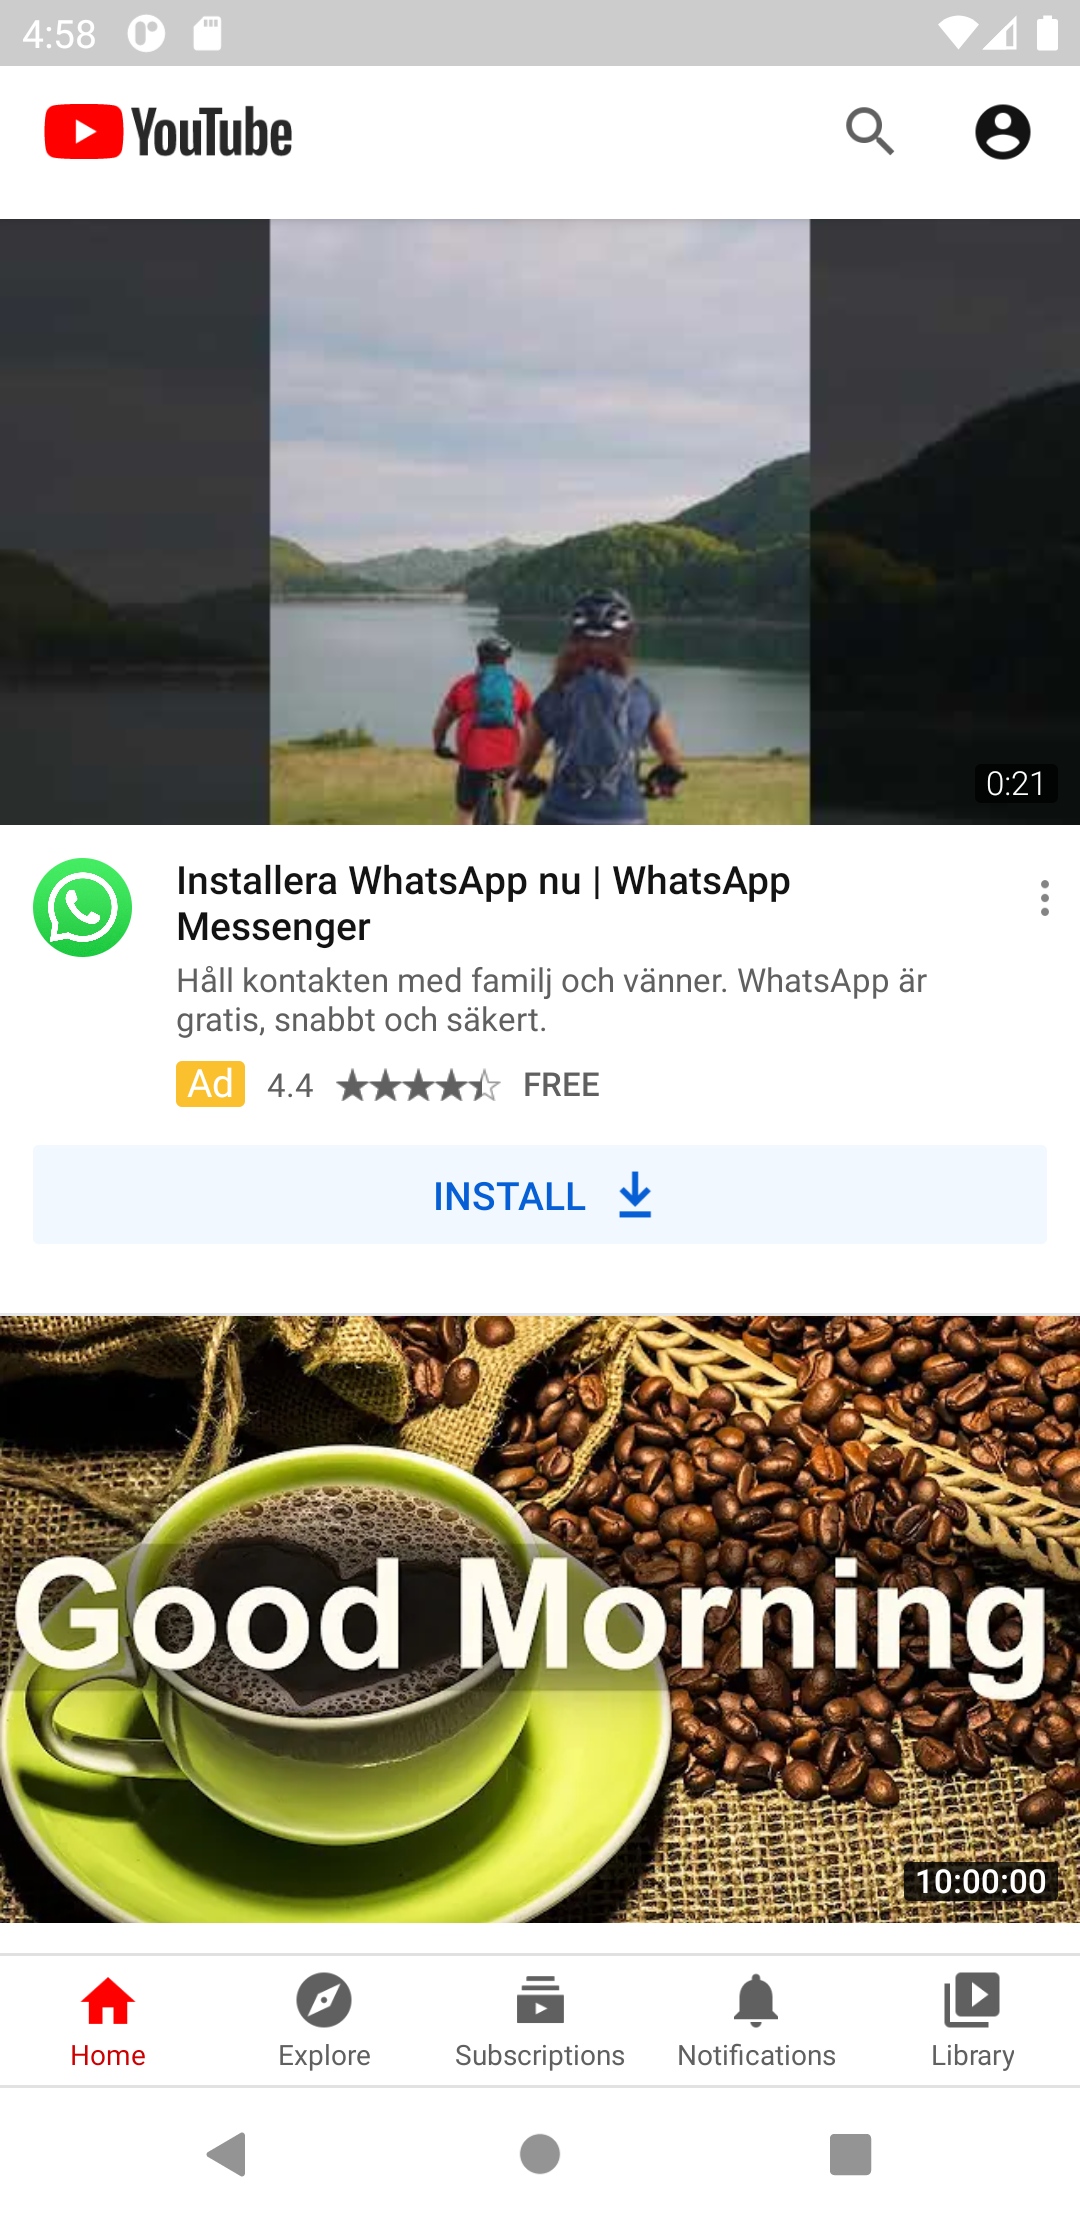 4:58
YouTube
0:21
Installera WhatsApp nu | WhatsApp
Messenger
Håll kontakten med familj och vänner. WhatsApp är
gratis, snabbt och säkert.
Ad 4.4 FREE
INSTALL
Good Morning
10:00:00
Home Explore Subscriptions Notifications Library